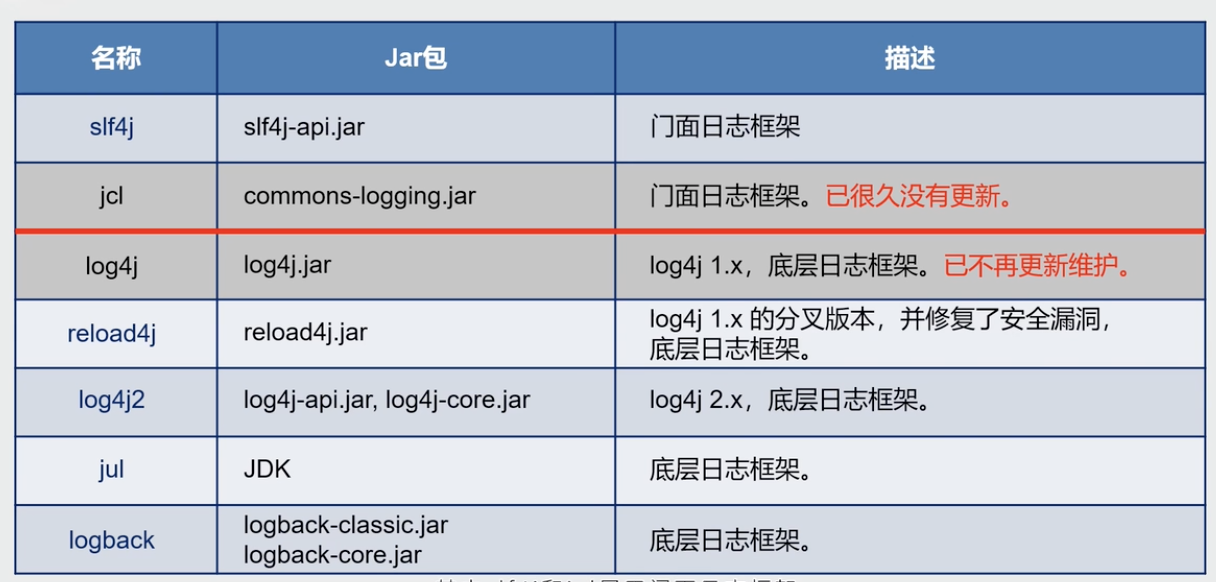 名称 Jar包 描述
slf4j slf4j-api.jar 门面日志框架
jcl commons-logging.jar 门面日志框架。已很久没有更新。
log4j log4j.jar log4j 1.x，底层日志框架。已不再更新维护。
reload4j reload4j.jar log4j 1.x 的分叉版本，并修复了安全漏洞，
底层日志框架。
log4j2 log4j-api.jar, log4j-core.jar log4j 2.x，底层日志框架。
jul JDK 底层日志框架。
logback logback-classic.jar 底层日志框架。
logback-core.jar